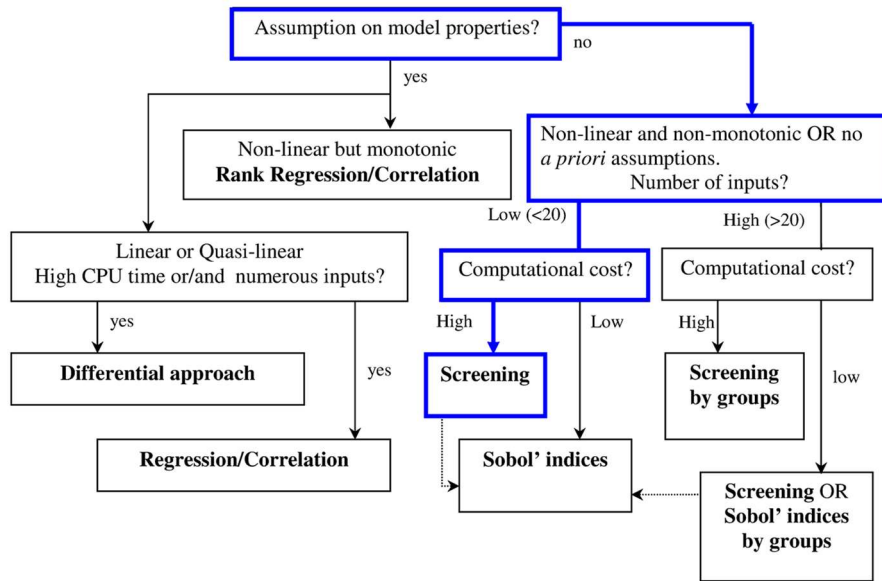 Assumption on model properties?
no
yes
Non-linear but monotonic
Rank Regression/Correlation
Non-linear and non-monotonic OR no
a priori assumptions.
Number of inputs?
Low (<20)
High (>20)
Linear or Quasi-linear
High CPU time or/and numerous inputs?
Computational cost?
Computational cost?
yes
yes
High
Low
High
low
Differential approach
Screening
Screening
by groups
Regression/Correlation
Sobol’ indices
Screening OR
Sobol’ indices
by groups